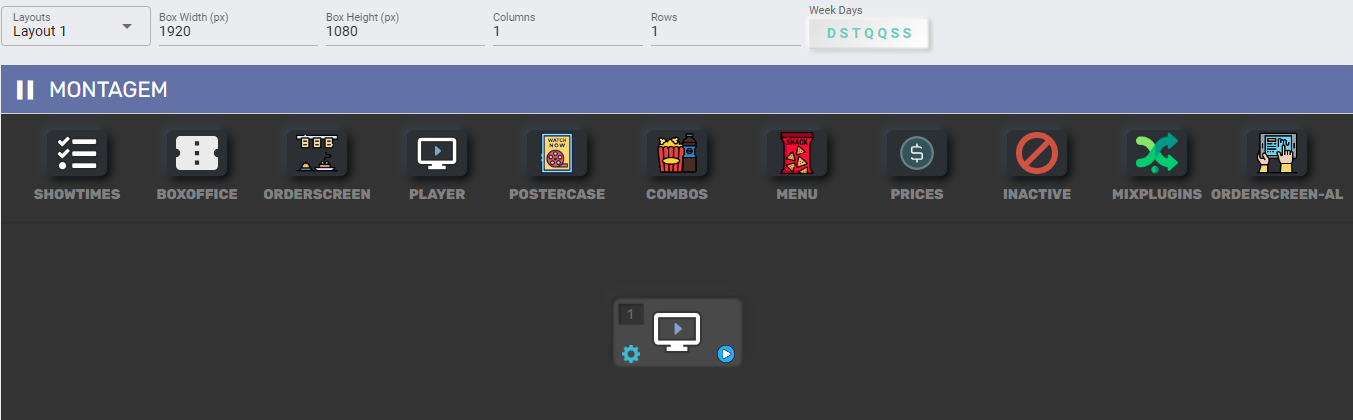 Layouts
Layout 1
Box Width (px)
1920
Box Height (px)
1080
Columns
1
Rows
1
Week Days
D S T Q Q S S
MONTAGEM
SHOWTIMES
BOXOFFICE
ORDERSCREEN
PLAYER
WATCH
NOW
POSTERCASE
COMBOS
SNACK
MENU
$
PRICES
INACTIVE
MIXPLUGINS
ORDERSCREEN-AL
1